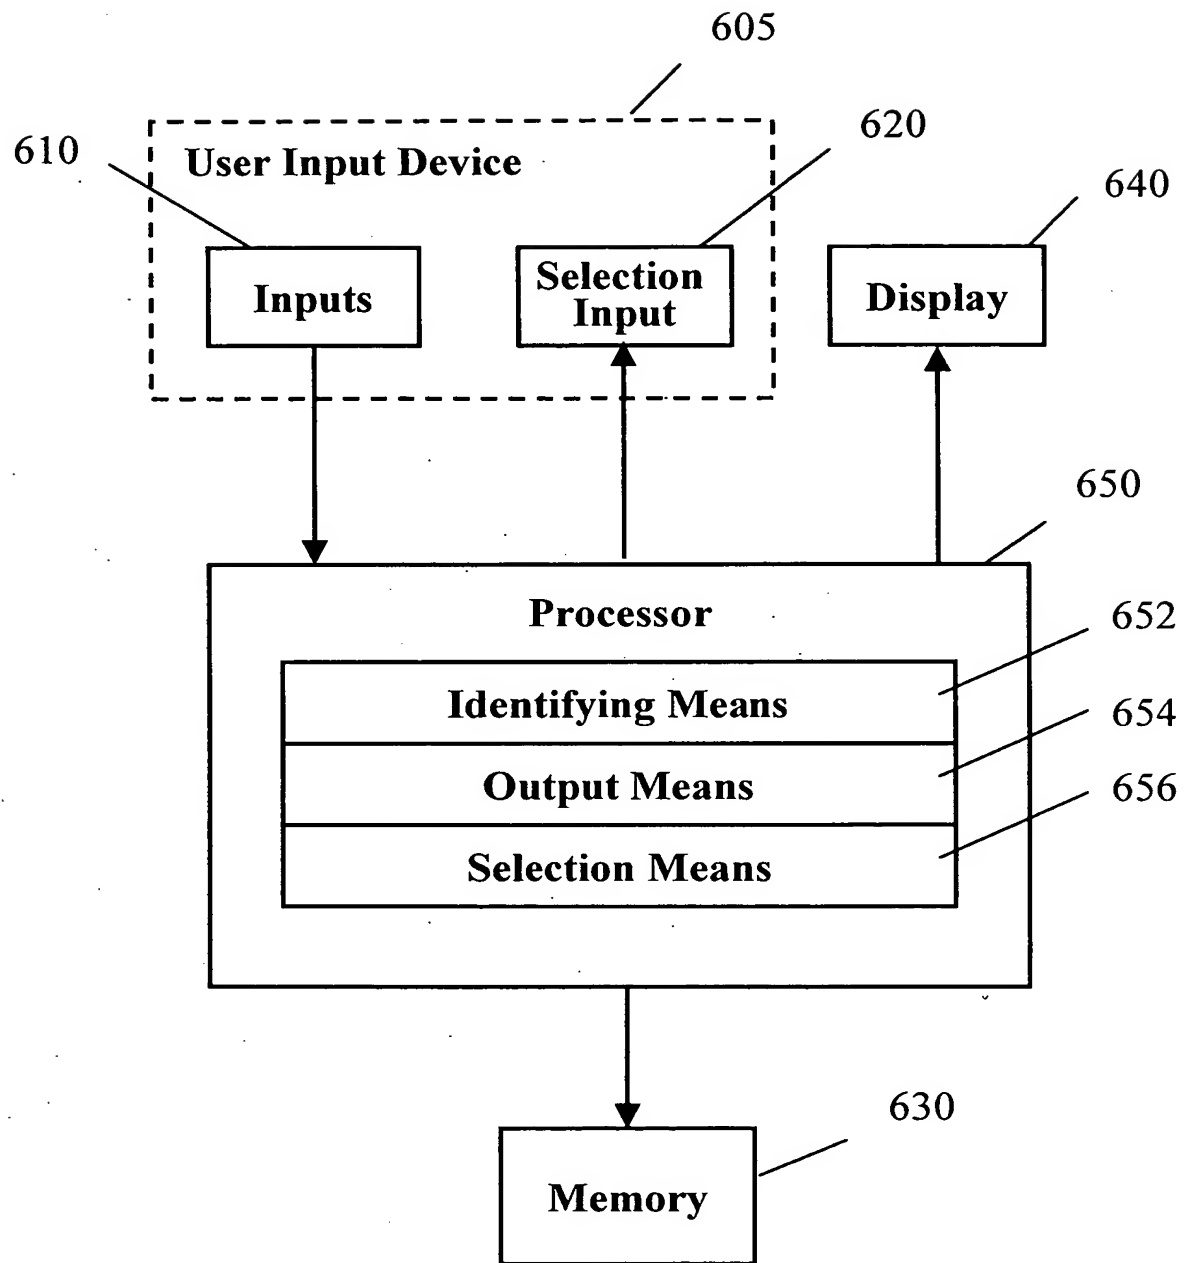 605
620
610
User Input Device
640
Inputs
Selection
Input
Display
650
Processor
652
Identifying Means
654
Output Means
656
Selection Means
630
Memory